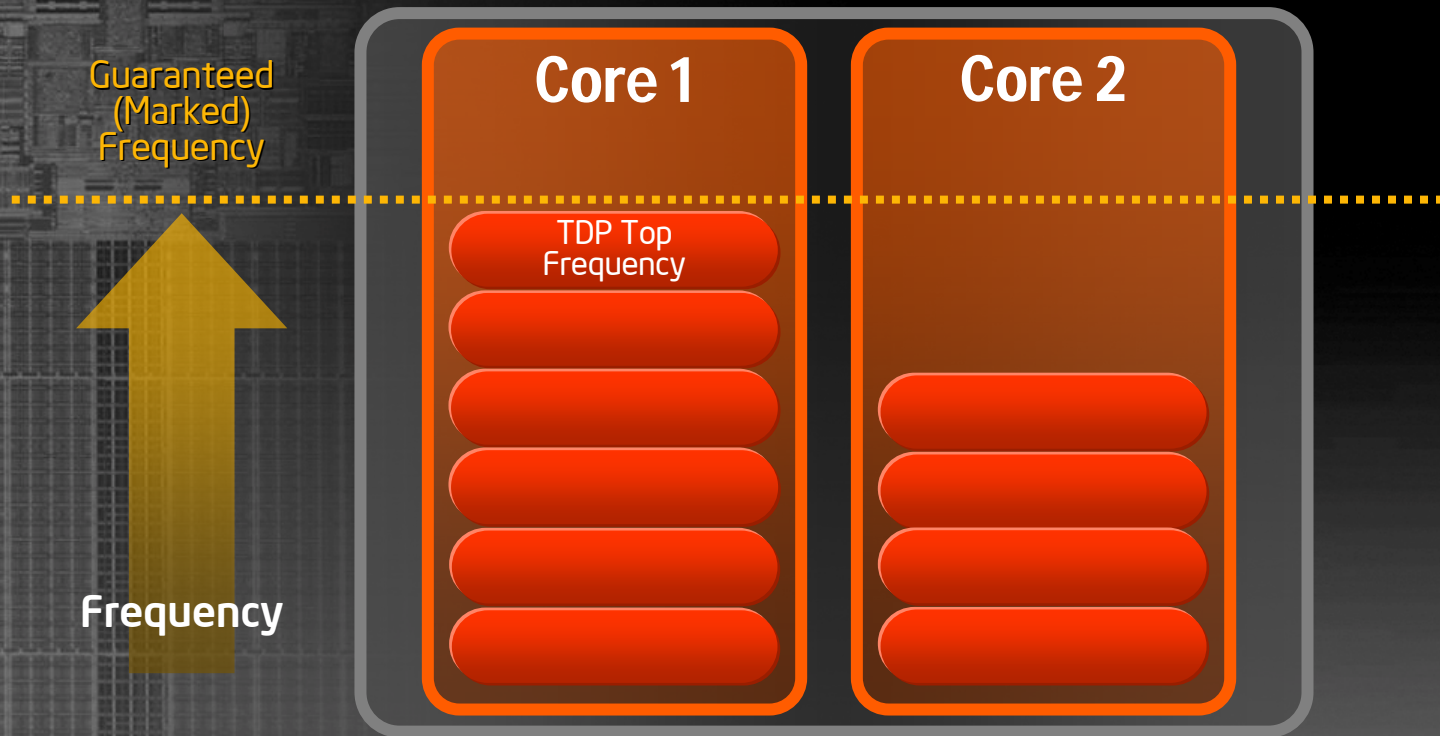 Guaranteed
(Marked)
Frequency
Core 1
Core 2
TDP Top
Frequency
Frequency